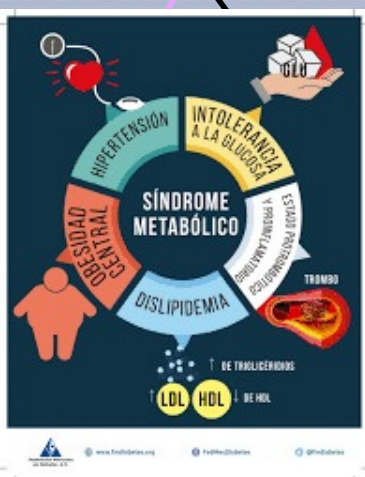 GLU
HIPERTENSIÓN
INTOLERANCIA
A LA GLUCOSA
SÍNDROME
METABÓLICO
OBESIDAD
CENTRAL
ESTADO PROTROMBÓTICO
Y PROINFLAMATORIO
TROMBO
DISLIPIDEMIA
↑ DE TRIGLICERIDIOS
↑ LDL HDL ↓ DE HDL
www.fmdiabetes.org
FedMexDiabetes
@fmdiabetes